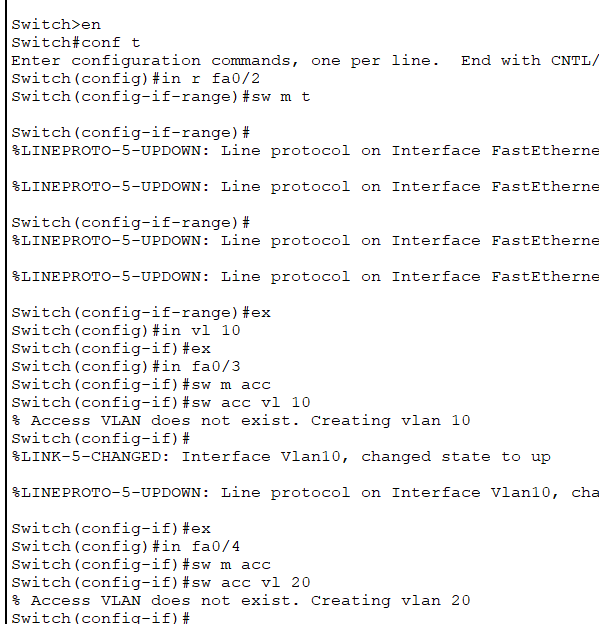 Switch>en
Switch#conf t
Enter configuration commands, one per line.  End with CNTL/
Switch(config)#in r fa0/2
Switch(config-if-range)#sw m t
Switch(config-if-range)#
%LINEPROTO-5-UPDOWN: Line protocol on Interface FastEtherne
%LINEPROTO-5-UPDOWN: Line protocol on Interface FastEtherne
Switch(config-if-range)#
%LINEPROTO-5-UPDOWN: Line protocol on Interface FastEtherne
%LINEPROTO-5-UPDOWN: Line protocol on Interface FastEtherne
Switch(config-if-range)#ex
Switch(config)#in vl 10
Switch(config-if)#ex
Switch(config)#in fa0/3
Switch(config-if)#sw m acc
Switch(config-if)#sw acc vl 10
% Access VLAN does not exist. Creating vlan 10
Switch(config-if)#
%LINK-5-CHANGED: Interface Vlan10, changed state to up
%LINEPROTO-5-UPDOWN: Line protocol on Interface Vlan10, cha
Switch(config-if)#ex
Switch(config)#in fa0/4
Switch(config-if)#sw m acc
Switch(config-if)#sw acc vl 20
% Access VLAN does not exist. Creating vlan 20
Switch(config-if)#